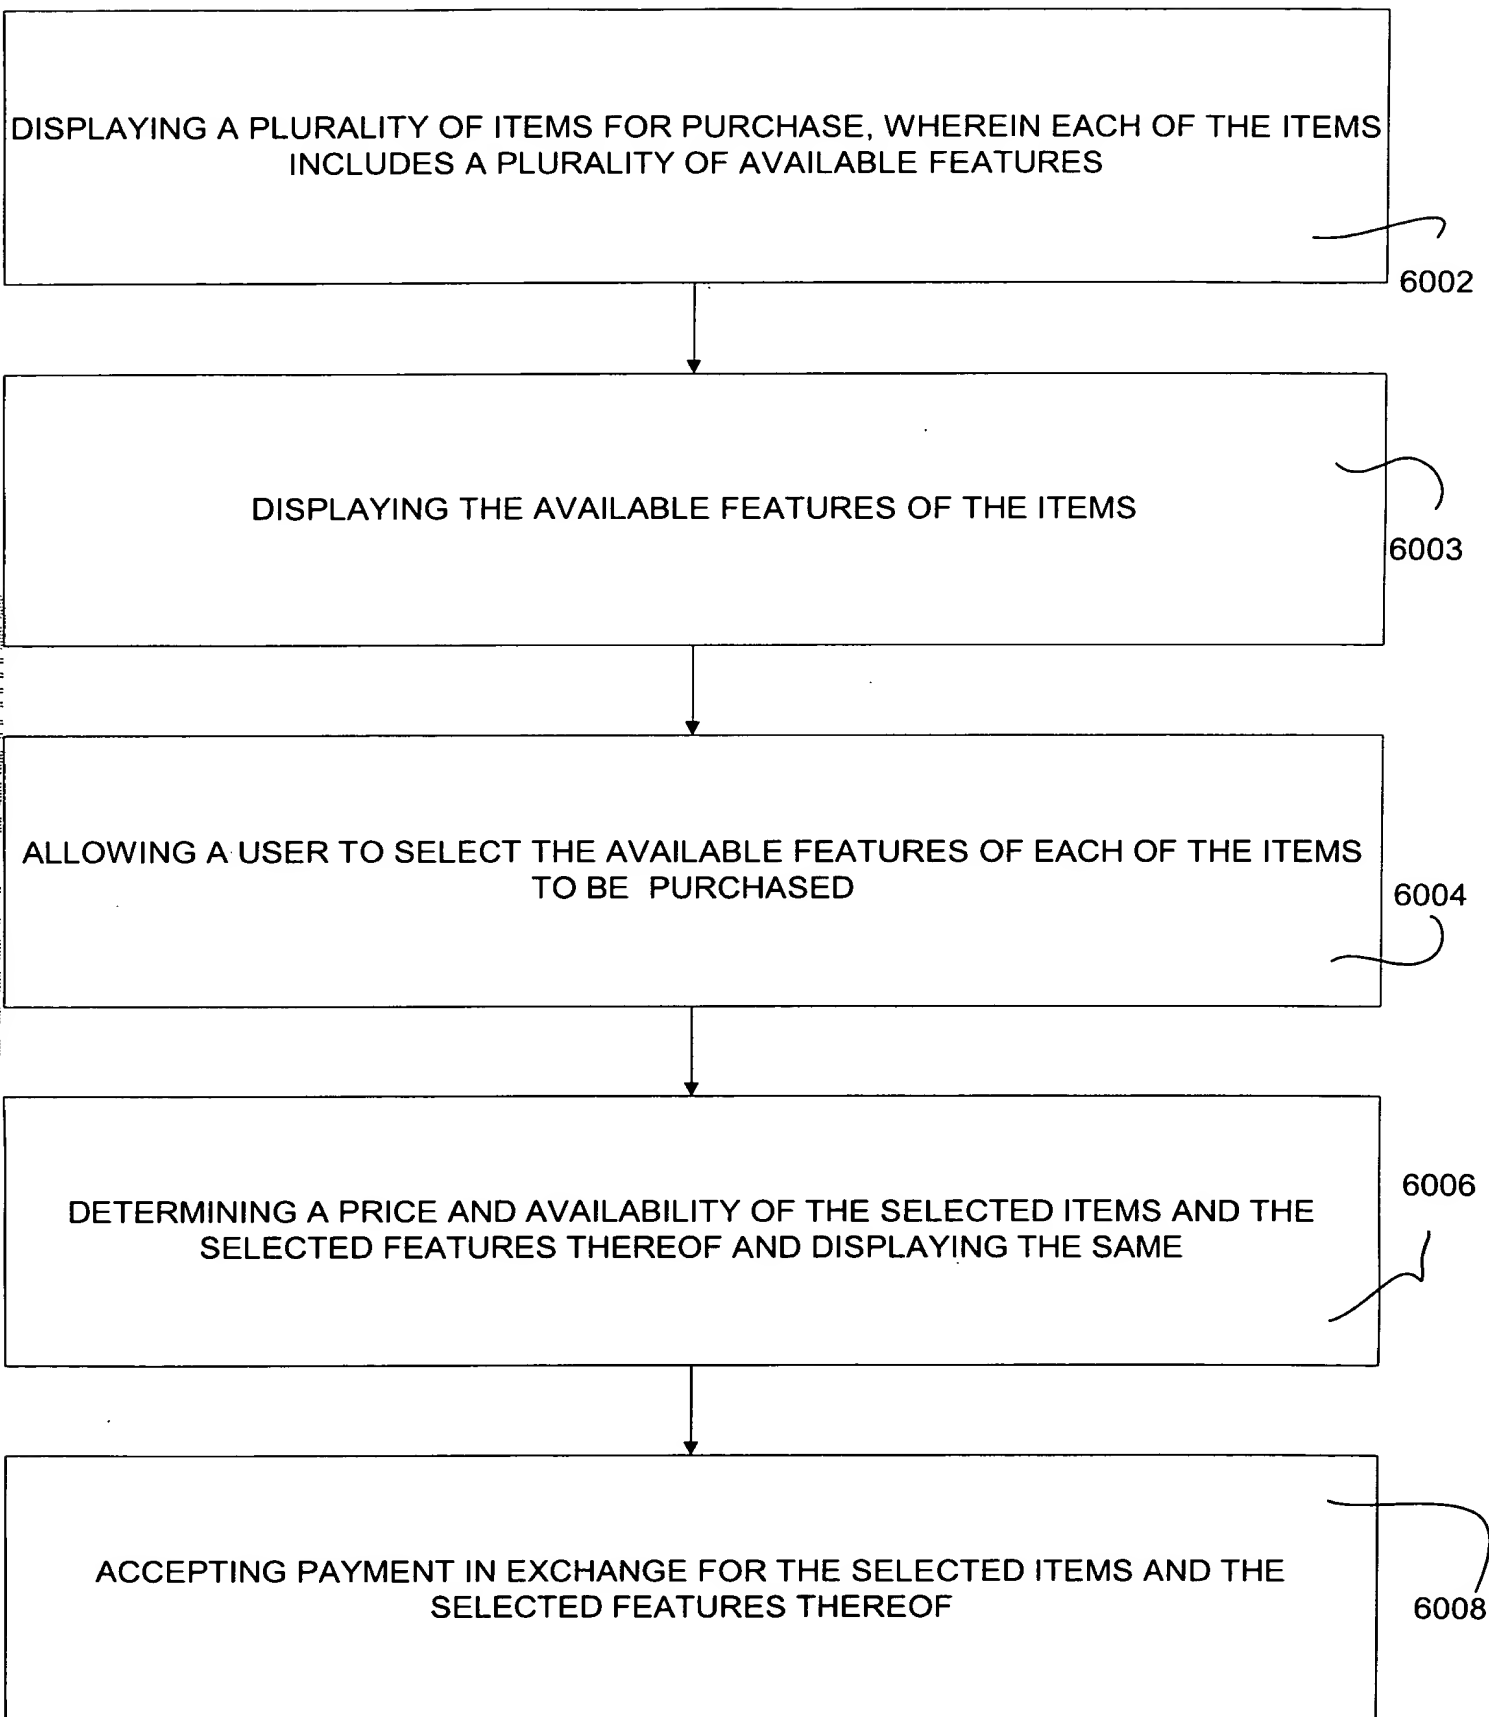 DISPLAYING A PLURALITY OF ITEMS FOR PURCHASE, WHEREIN EACH OF THE ITEMS
INCLUDES A PLURALITY OF AVAILABLE FEATURES
6002
DISPLAYING THE AVAILABLE FEATURES OF THE ITEMS
6003
ALLOWING A USER TO SELECT THE AVAILABLE FEATURES OF EACH OF THE ITEMS
TO BE PURCHASED
6004
DETERMINING A PRICE AND AVAILABILITY OF THE SELECTED ITEMS AND THE
SELECTED FEATURES THEREOF AND DISPLAYING THE SAME
6006
ACCEPTING PAYMENT IN EXCHANGE FOR THE SELECTED ITEMS AND THE
SELECTED FEATURES THEREOF
6008